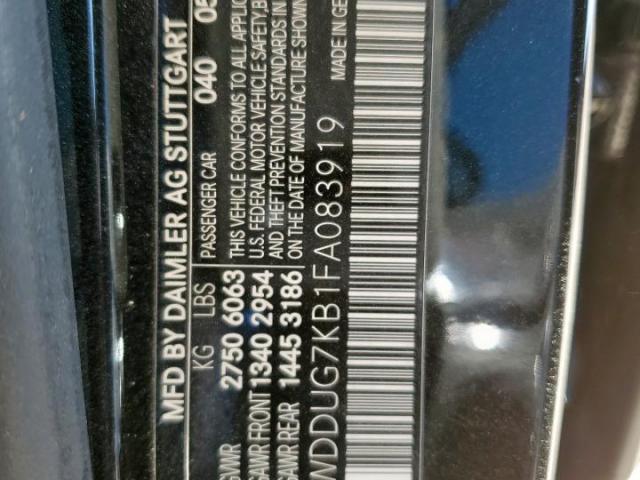 MFD BY DAIMLER AG STUTTGART
KG LBS PASSENGER CAR 040 05
GVWR 2750 6063 THIS VEHICLE CONFORMS TO ALL APPLIC
GAWR FRONT 1340 2954 U.S. FEDERAL MOTOR VEHICLE SAFETY, B
GAWR REAR 1445 3186 AND THEFT PREVENTION STANDARDS IN
ON THE DATE OF MANUFACTURE SHOWN
WDDUG7KB1FA083919 MADE IN GE